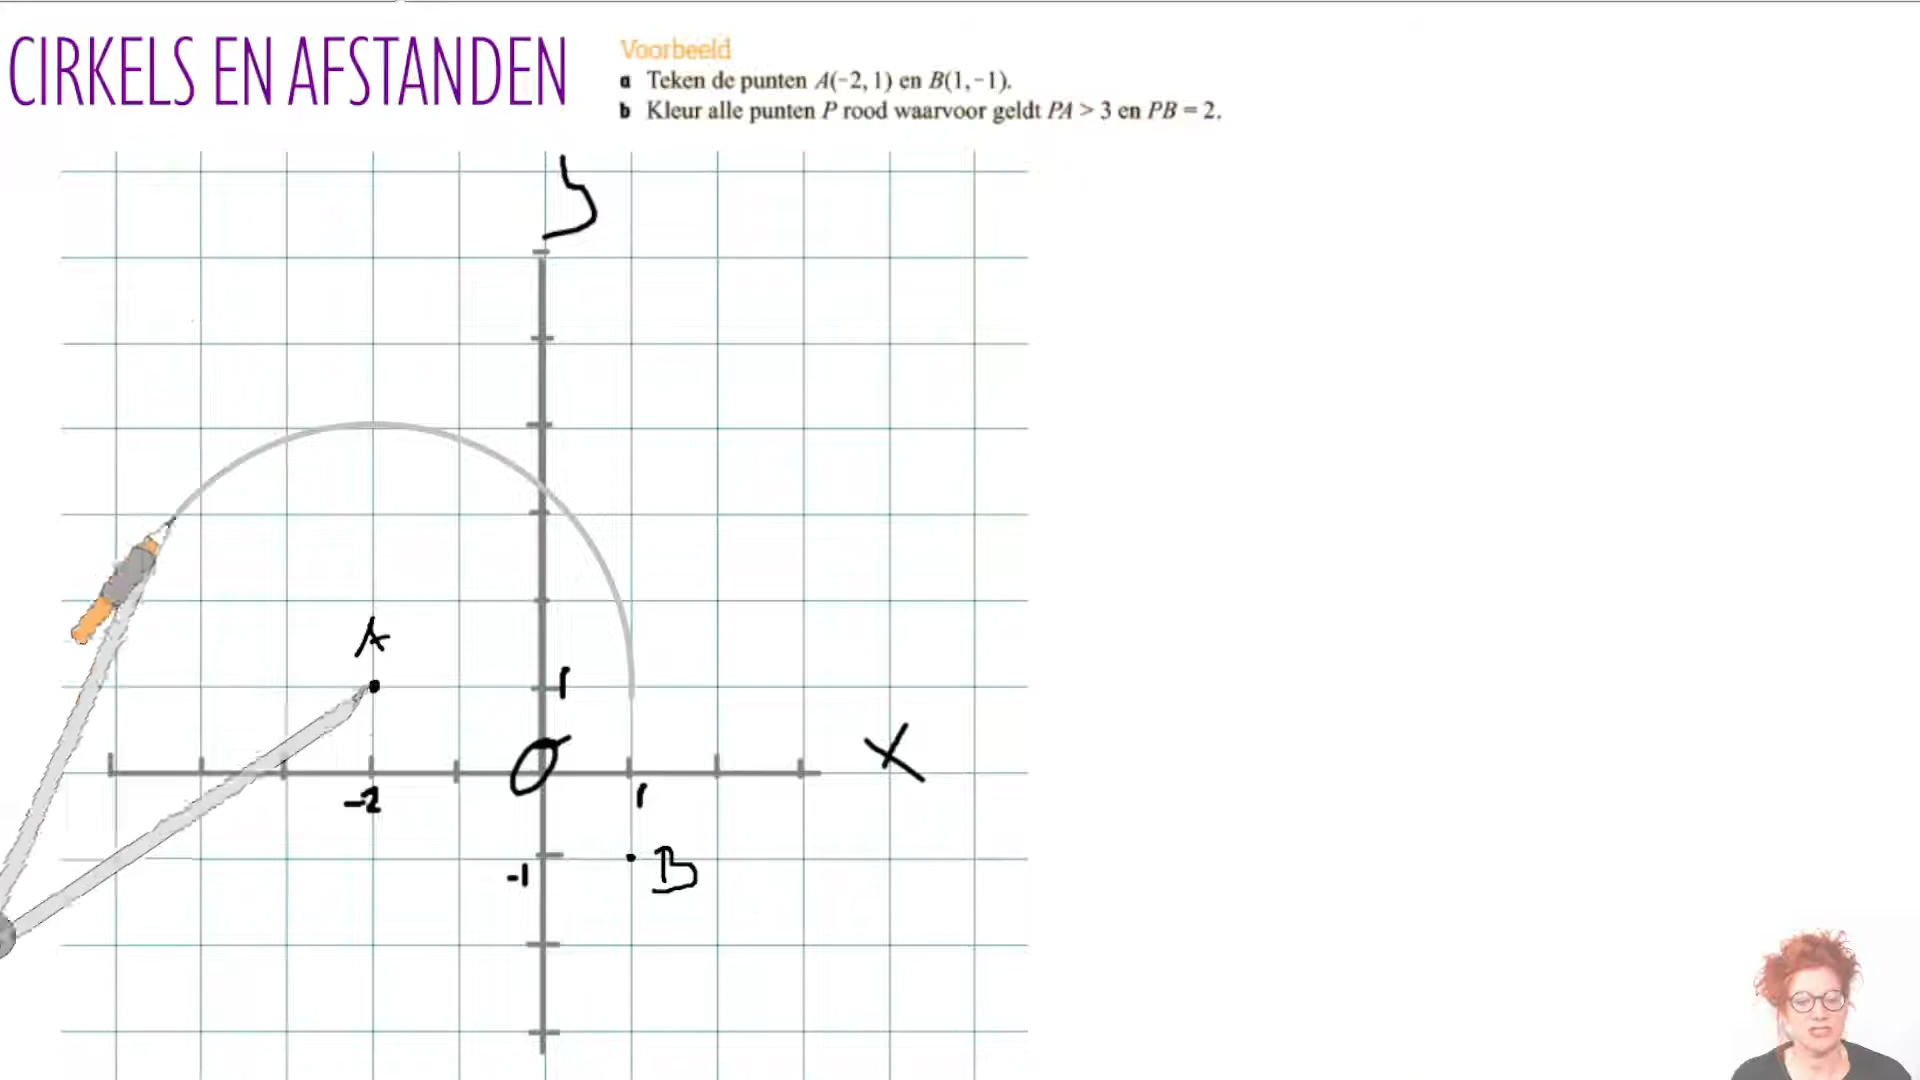 CIRKELS EN AFSTANDEN
Voorbeeld
a Teken de punten A(−2, 1) en B(1, −1).
b Kleur alle punten P rood waarvoor geldt PA > 3 en PB = 2.
A
1
O
X
-2
1
-1
B